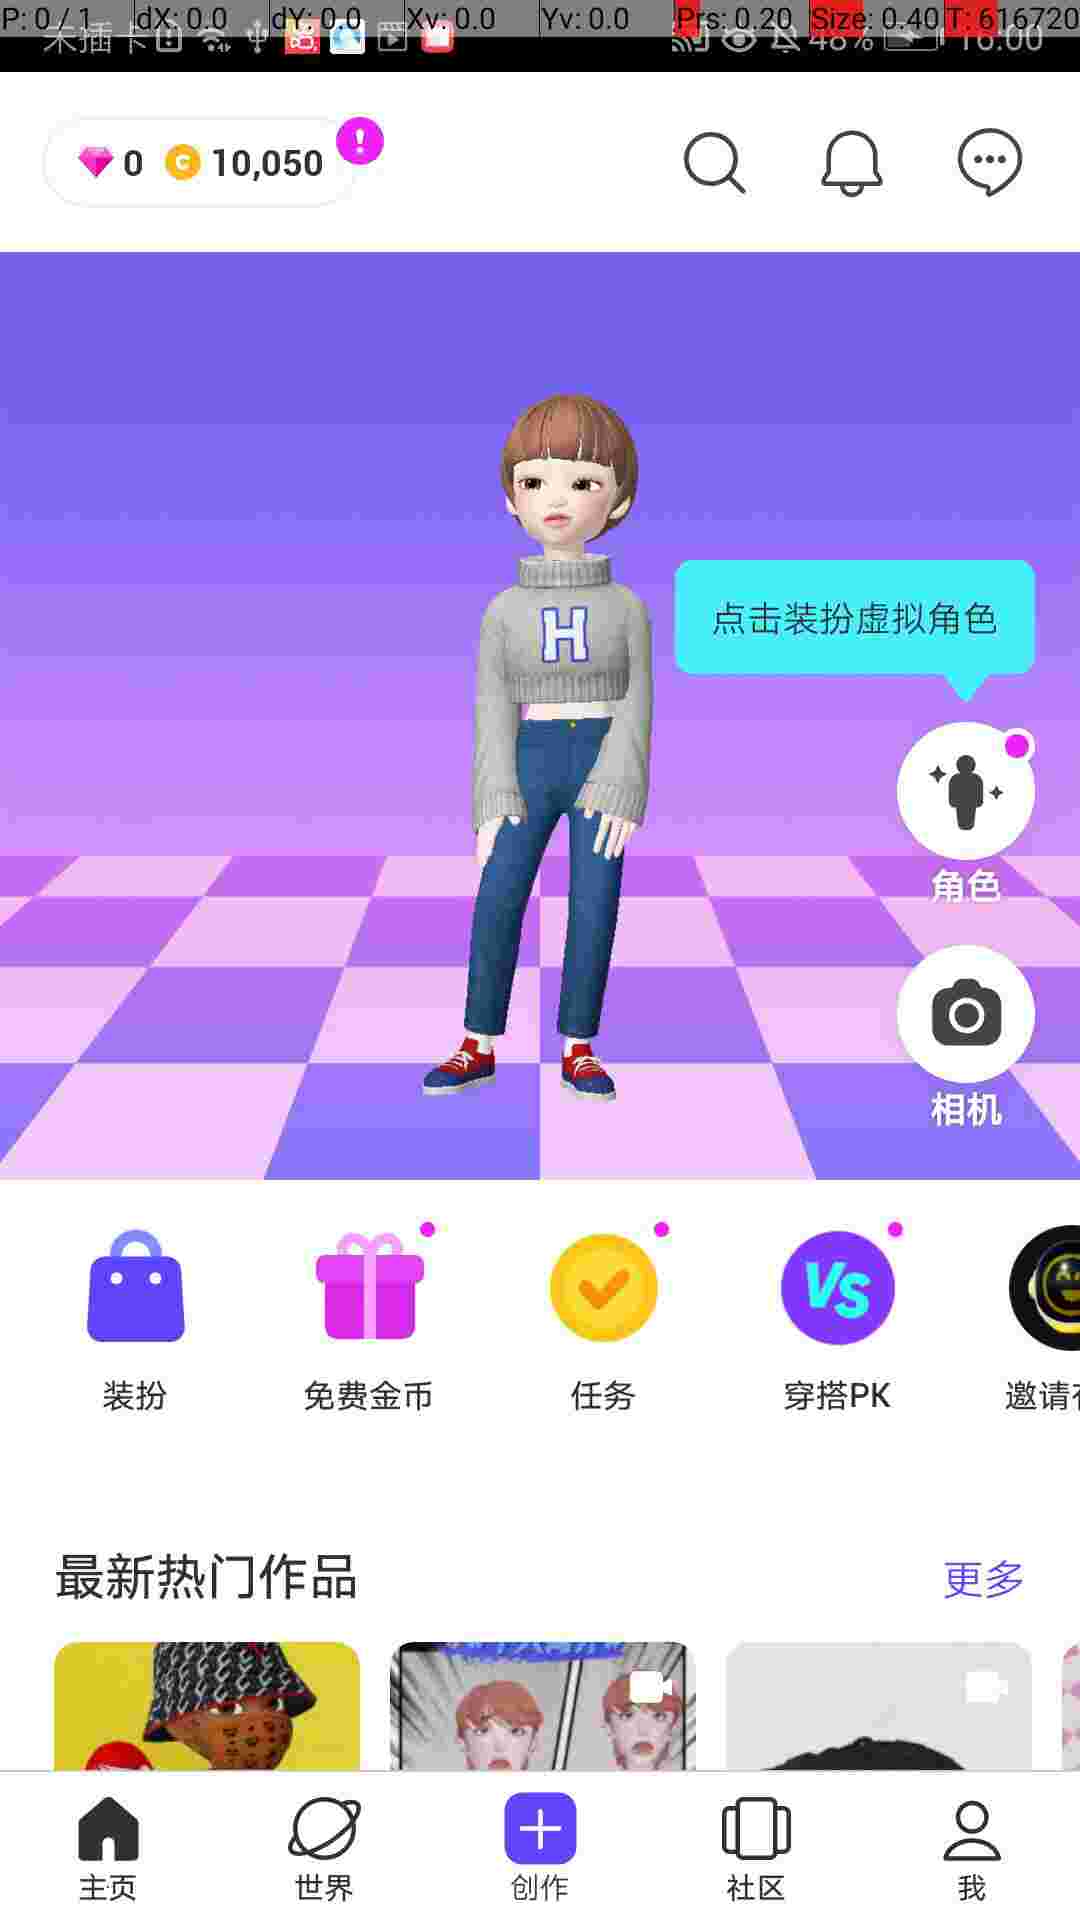 P: 0 / 1 dX: 0.0 dY: 0.0 Xv: 0.0 Yv: 0.0 Prs: 0.20 Size: 0.40 T: 616720
未插卡 48% 16:00
0 C 10,050 !
H
点击装扮虚拟角色
角色
相机
VS
装扮 免费金币 任务 穿搭PK 邀请
最新热门作品 更多
主页 世界 创作 社区 我